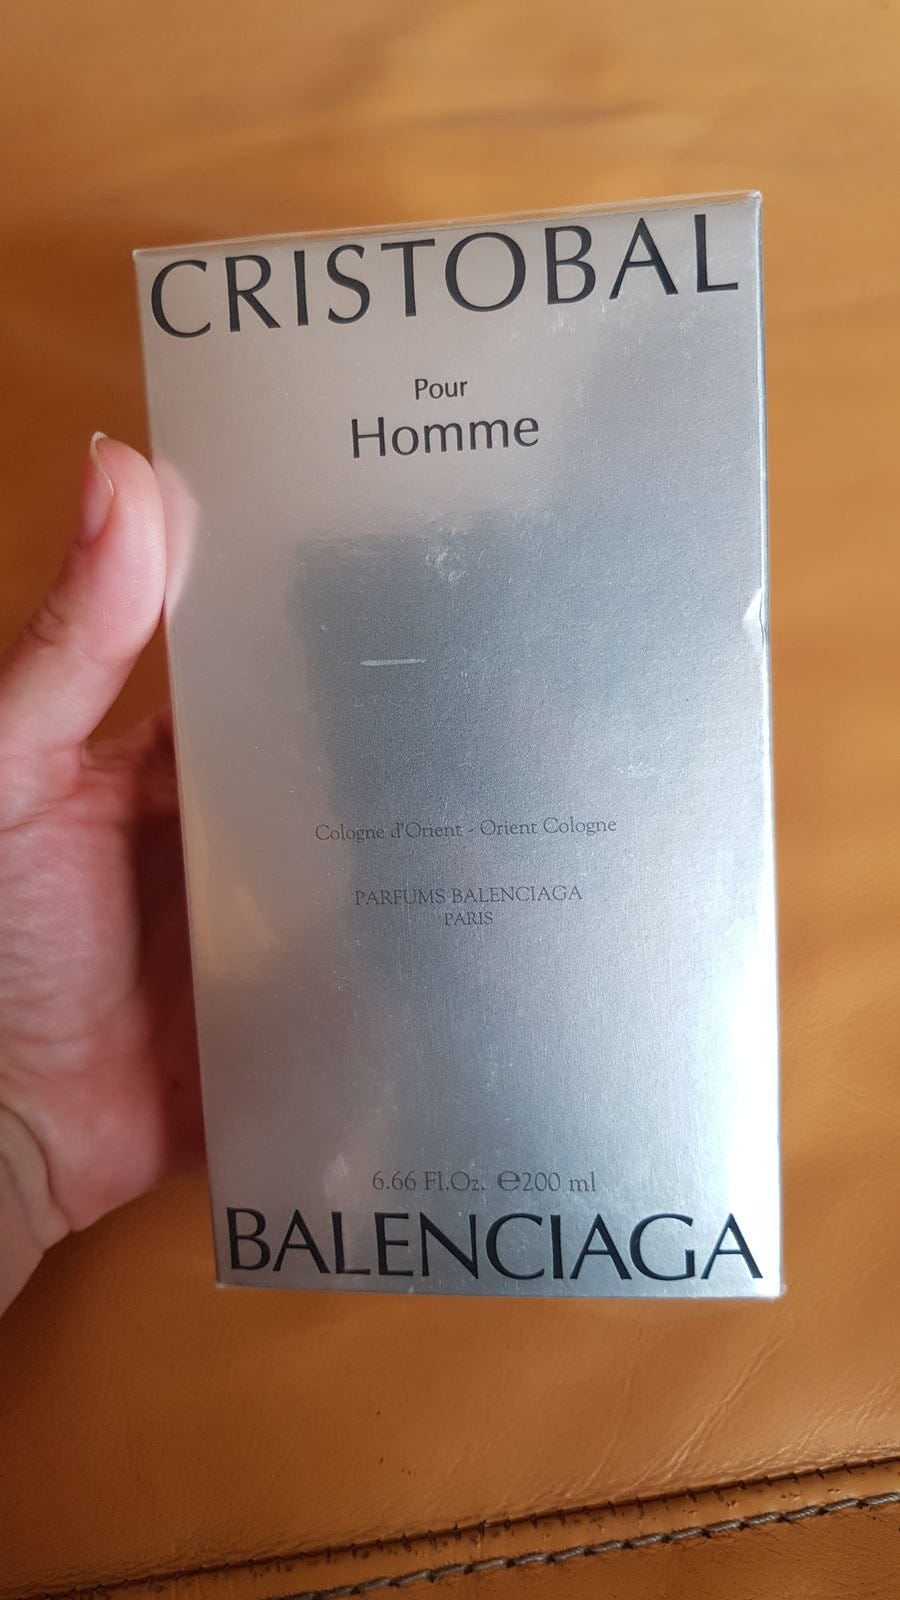 CRISTOBAL
Pour
Homme
Cologne d'Orient - Orient Cologne
PARFUMS BALENCIAGA
PARIS
6.66 Fl.Oz. ℮200 ml
BALENCIAGA